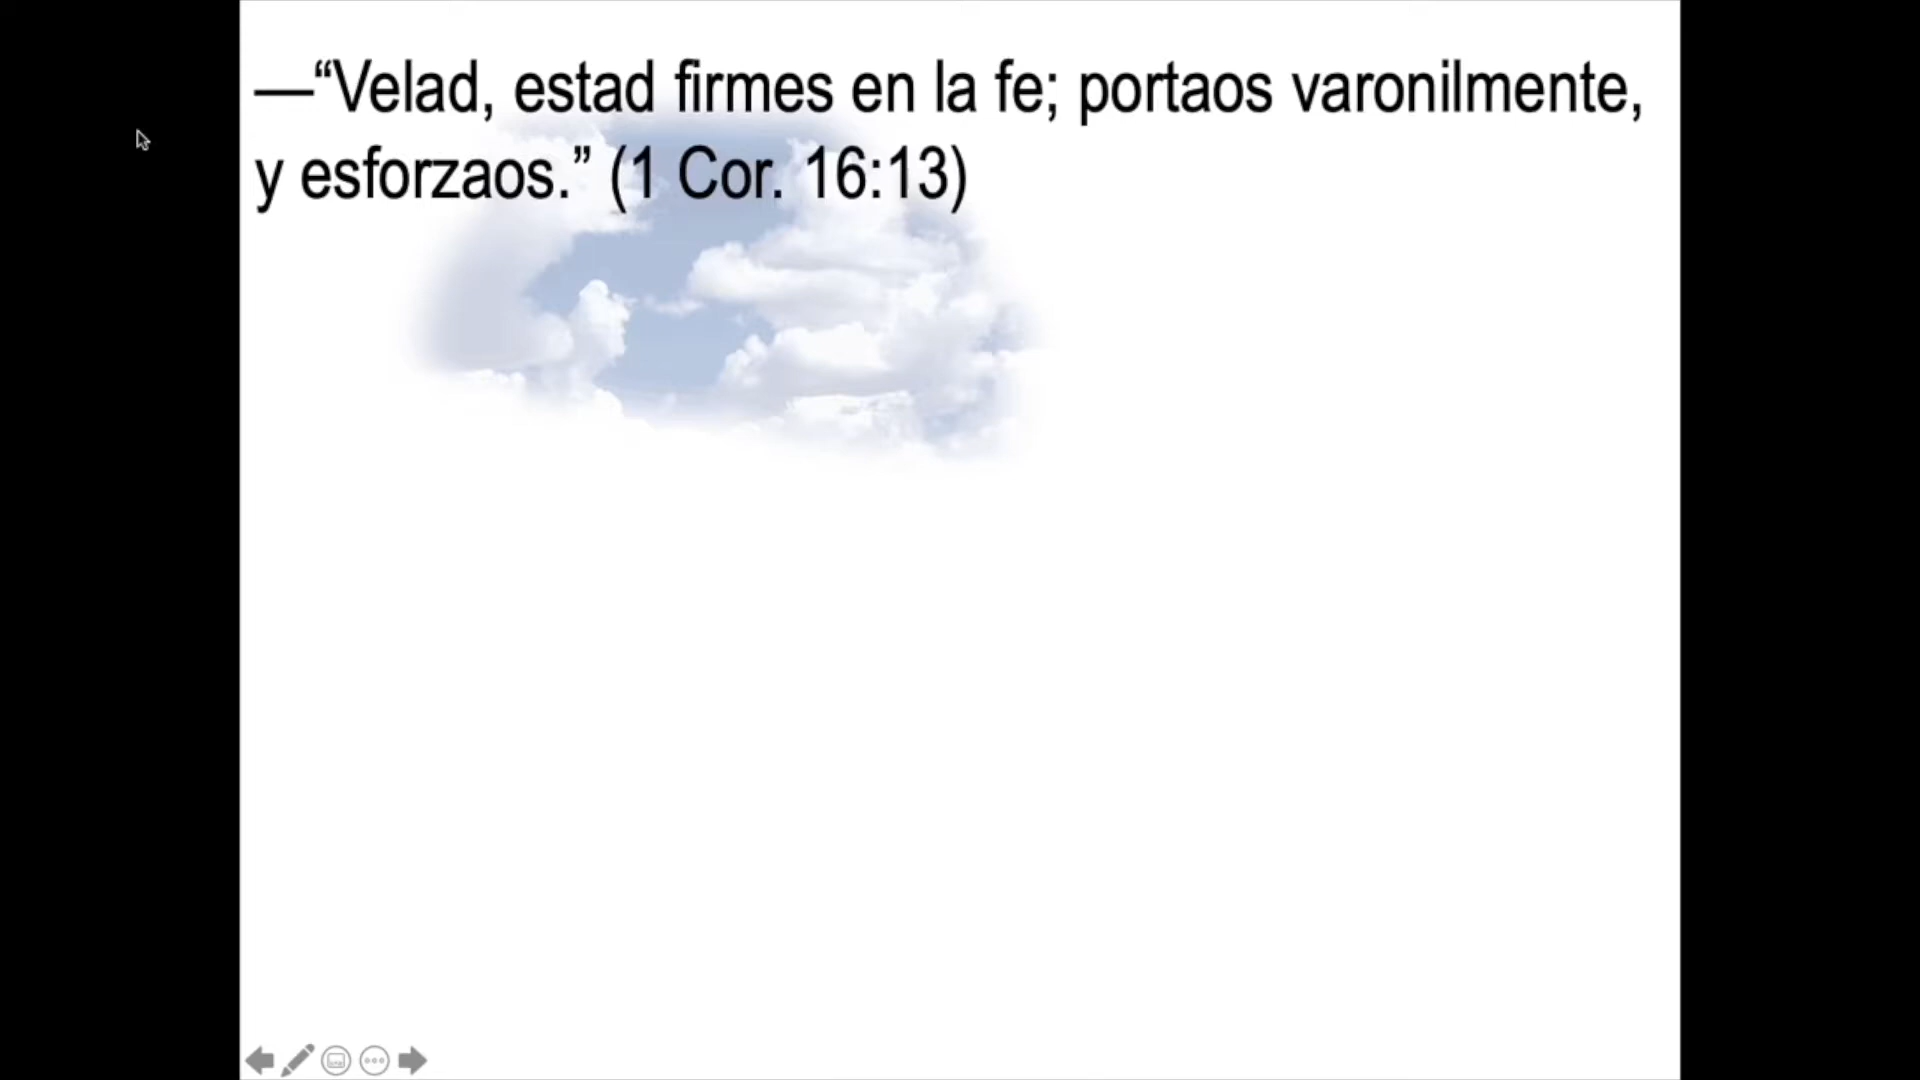 —“Velad, estad firmes en la fe; portaos varonilmente,
y esforzaos.” (1 Cor. 16:13)